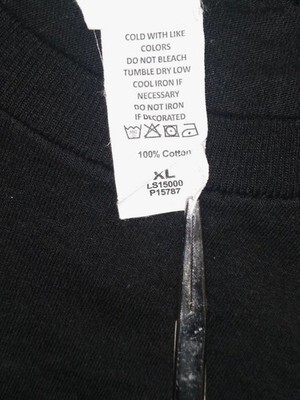 COLD WITH LIKE
COLORS
DO NOT BLEACH
TUMBLE DRY LOW
COOL IRON IF
NECESSARY
DO NOT IRON
IF DECORATED
100% Cotton
XL
LS15000
P15787